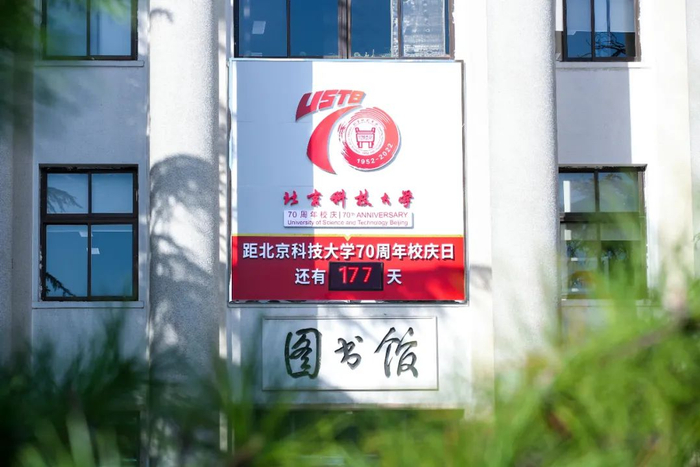 USTB
70
1952-2022
北京科技大学
70周年校庆 | 70th ANNIVERSARY
University of Science and Technology Beijing
距北京科技大学70周年校庆日
还有 177 天
图书馆